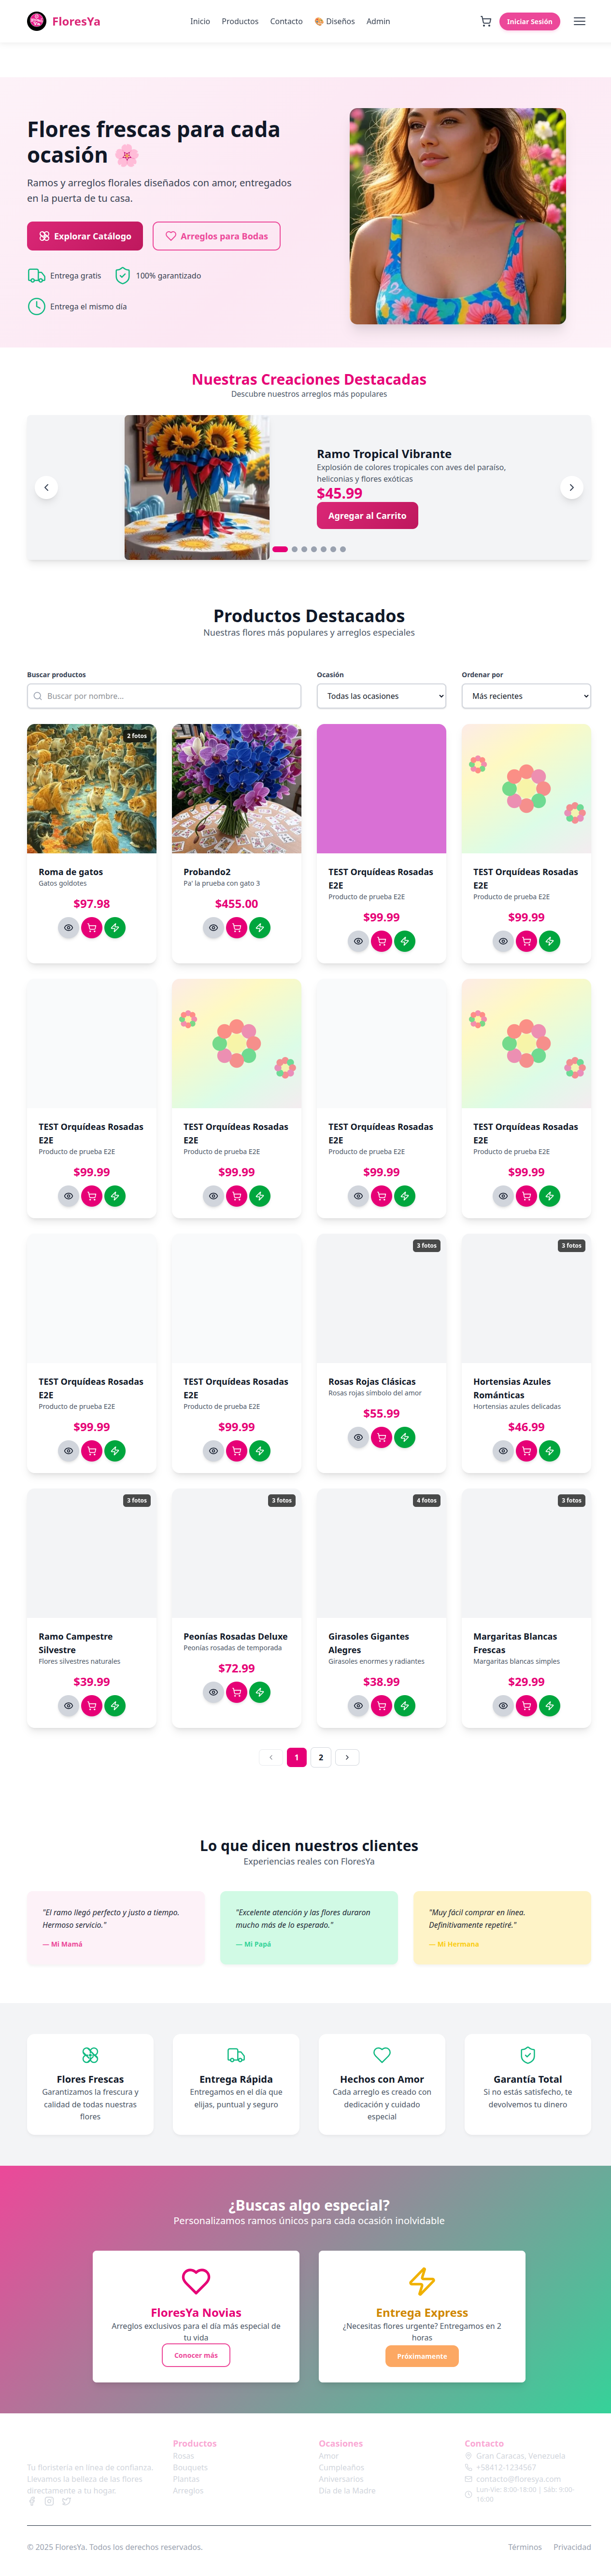 FloresYa
Inicio
Productos
Contacto
🎨 Diseños
Admin
Iniciar Sesión
Flores frescas para cada
ocasión 🌸
Ramos y arreglos florales diseñados con amor, entregados
en la puerta de tu casa.
Explorar Catálogo
Arreglos para Bodas
Entrega gratis
100% garantizado
Entrega el mismo día
Nuestras Creaciones Destacadas
Descubre nuestros arreglos más populares
Ramo Tropical Vibrante
Explosión de colores tropicales con aves del paraíso,
heliconias y flores exóticas
$45.99
Agregar al Carrito
Productos Destacados
Nuestras flores más populares y arreglos especiales
Buscar productos
Buscar por nombre...
Ocasión
Todas las ocasiones
Ordenar por
Más recientes
2 fotos
Roma de gatos
Gatos goldotes
$97.98
Probando2
Pa' la prueba con gato 3
$455.00
TEST Orquídeas Rosadas
E2E
Producto de prueba E2E
$99.99
TEST Orquídeas Rosadas
E2E
Producto de prueba E2E
$99.99
TEST Orquídeas Rosadas
E2E
Producto de prueba E2E
$99.99
TEST Orquídeas Rosadas
E2E
Producto de prueba E2E
$99.99
TEST Orquídeas Rosadas
E2E
Producto de prueba E2E
$99.99
TEST Orquídeas Rosadas
E2E
Producto de prueba E2E
$99.99
TEST Orquídeas Rosadas
E2E
Producto de prueba E2E
$99.99
TEST Orquídeas Rosadas
E2E
Producto de prueba E2E
$99.99
3 fotos
Rosas Rojas Clásicas
Rosas rojas símbolo del amor
$55.99
3 fotos
Hortensias Azules
Románticas
Hortensias azules delicadas
$46.99
3 fotos
Ramo Campestre
Silvestre
Flores silvestres naturales
$39.99
3 fotos
Peonías Rosadas Deluxe
Peonías rosadas de temporada
$72.99
4 fotos
Girasoles Gigantes
Alegres
Girasoles enormes y radiantes
$38.99
3 fotos
Margaritas Blancas
Frescas
Margaritas blancas simples
$29.99
1
2
Lo que dicen nuestros clientes
Experiencias reales con FloresYa
"El ramo llegó perfecto y justo a tiempo.
Hermoso servicio."
— Mi Mamá
"Excelente atención y las flores duraron
mucho más de lo esperado."
— Mi Papá
"Muy fácil comprar en línea.
Definitivamente repetiré."
— Mi Hermana
Flores Frescas
Garantizamos la frescura y
calidad de todas nuestras
flores
Entrega Rápida
Entregamos en el día que
elijas, puntual y seguro
Hechos con Amor
Cada arreglo es creado con
dedicación y cuidado
especial
Garantía Total
Si no estás satisfecho, te
devolvemos tu dinero
¿Buscas algo especial?
Personalizamos ramos únicos para cada ocasión inolvidable
FloresYa Novias
Arreglos exclusivos para el día más especial de
tu vida
Conocer más
Entrega Express
¿Necesitas flores urgente? Entregamos en 2
horas
Próximamente
Tu floristería en línea de confianza.
Llevamos la belleza de las flores
directamente a tu hogar.
Productos
Rosas
Bouquets
Plantas
Arreglos
Ocasiones
Amor
Cumpleaños
Aniversarios
Día de la Madre
Contacto
Gran Caracas, Venezuela
+58412-1234567
contacto@floresya.com
Lun-Vie: 8:00-18:00 | Sáb: 9:00-
16:00
© 2025 FloresYa. Todos los derechos reservados.
Términos
Privacidad